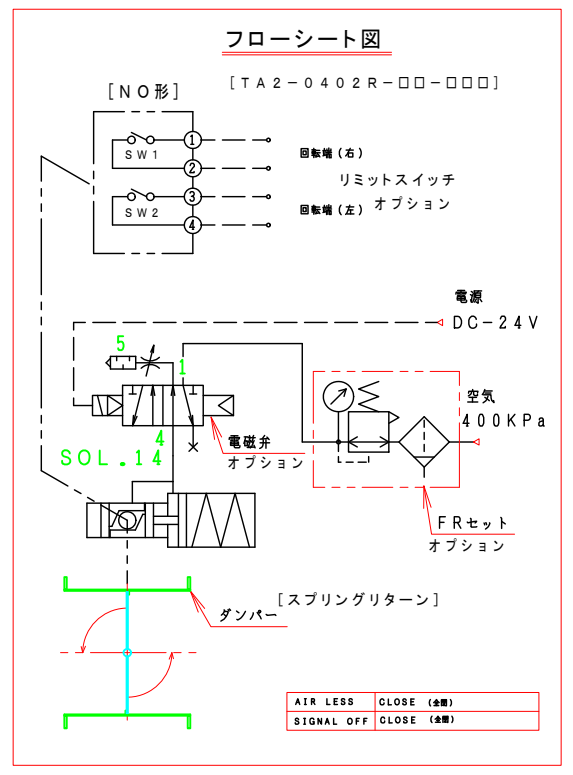 フローシート図
[TA2-0402R-□□-□□□]
[NO形]
1
SW1
2
回転端(右)
リミットスイッチ
オプション
3
SW2
4
回転端(左)
電源
DC-24V
5
1
空気
400KPa
4
SOL.14
電磁弁
オプション
FRセット
オプション
[スプリングリターン]
ダンパー
AIR LESS CLOSE (全閉)
SIGNAL OFF CLOSE (全閉)